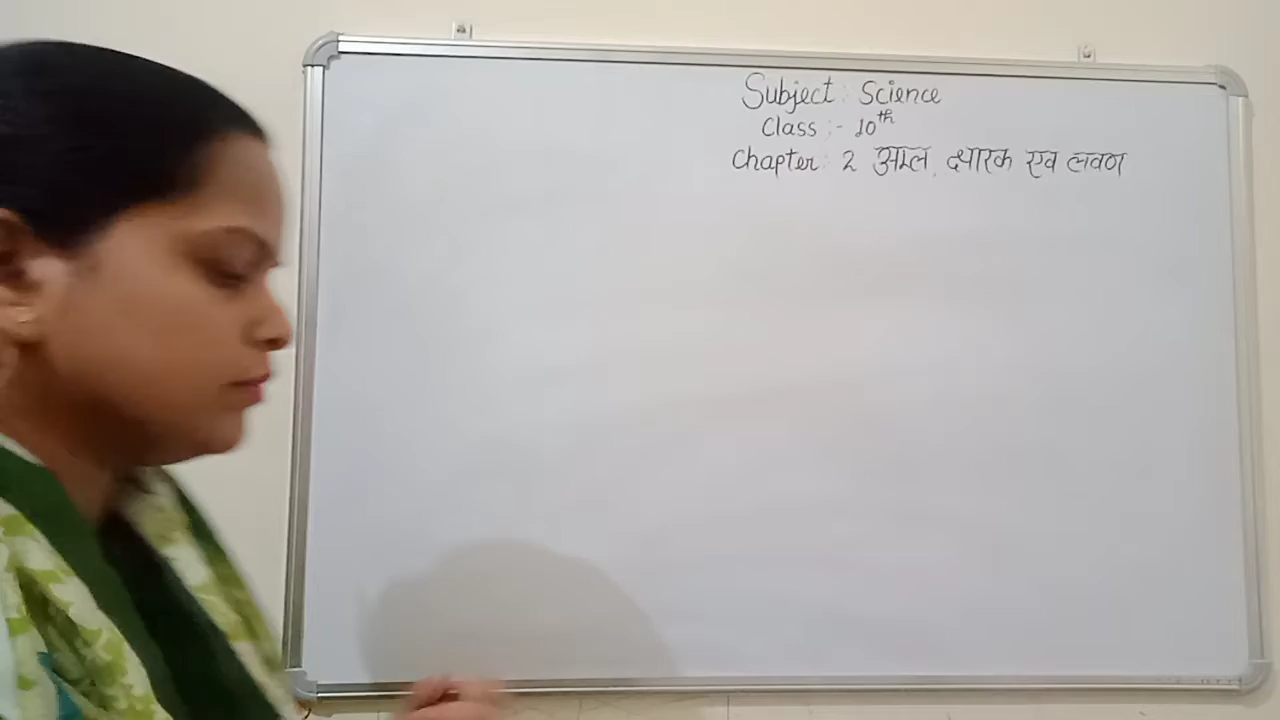 Subject : Science
Class :- 10th
Chapter : 2 अम्ल, क्षारक एव लवण